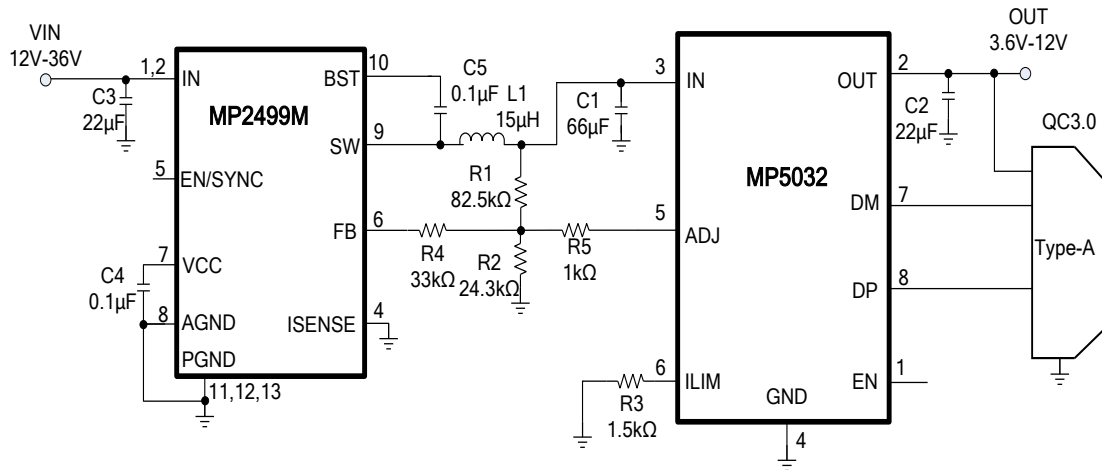 VIN
12V-36V
C3
22µF
1,2
IN
MP2499M
BST
10
C5
0.1µF
L1
15µH
SW
9
5
EN/SYNC
FB
6
R4
33kΩ
R1
82.5kΩ
R2
24.3kΩ
R5
1kΩ
7
VCC
C4
0.1µF
8
AGND
ISENSE
4
PGND
11,12,13
C1
66µF
3
IN
MP5032
OUT
2
OUT
3.6V-12V
C2
22µF
QC3.0
5
ADJ
DM
7
Type-A
DP
8
6
ILIM
R3
1.5kΩ
EN
1
GND
4